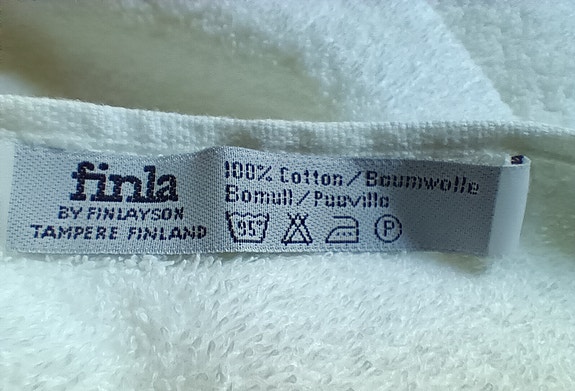 finla
BY FINLAYSON
TAMPERE FINLAND
100% Cotton/Baumwolle
Bomull/Puuvilla
95° P